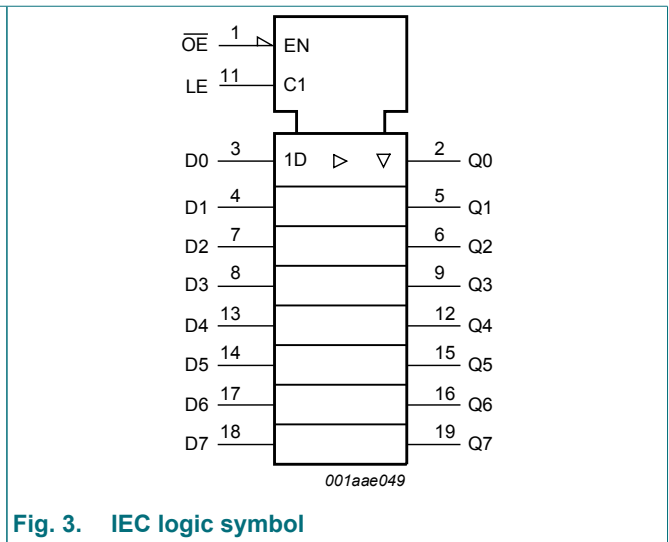 O̅E̅ 1 EN
LE 11 C1
D0 3 1D 2 Q0
D1 4 5 Q1
D2 7 6 Q2
D3 8 9 Q3
D4 13 12 Q4
D5 14 15 Q5
D6 17 16 Q6
D7 18 19 Q7
001aae049
Fig. 3. IEC logic symbol